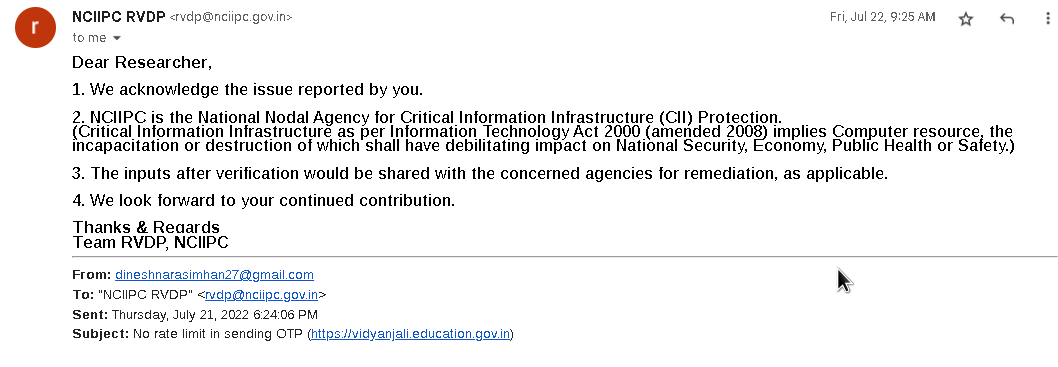 r
NCIIPC RVDP <rvdp@nciipc.gov.in>
Fri, Jul 22, 9:25 AM
to me
Dear Researcher,
1. We acknowledge the issue reported by you.
2. NCIIPC is the National Nodal Agency for Critical Information Infrastructure (CII) Protection.
(Critical Information Infrastructure as per Information Technology Act 2000 (amended 2008) implies Computer resource, the
incapacitation or destruction of which shall have debilitating impact on National Security, Economy, Public Health or Safety.)
3. The inputs after verification would be shared with the concerned agencies for remediation, as applicable.
4. We look forward to your continued contribution.
Thanks & Regards
Team RVDP, NCIIPC
From: dineshnarasimhan27@gmail.com
To: "NCIIPC RVDP" <rvdp@nciipc.gov.in>
Sent: Thursday, July 21, 2022 6:24:06 PM
Subject: No rate limit in sending OTP (https://vidyanjali.education.gov.in)